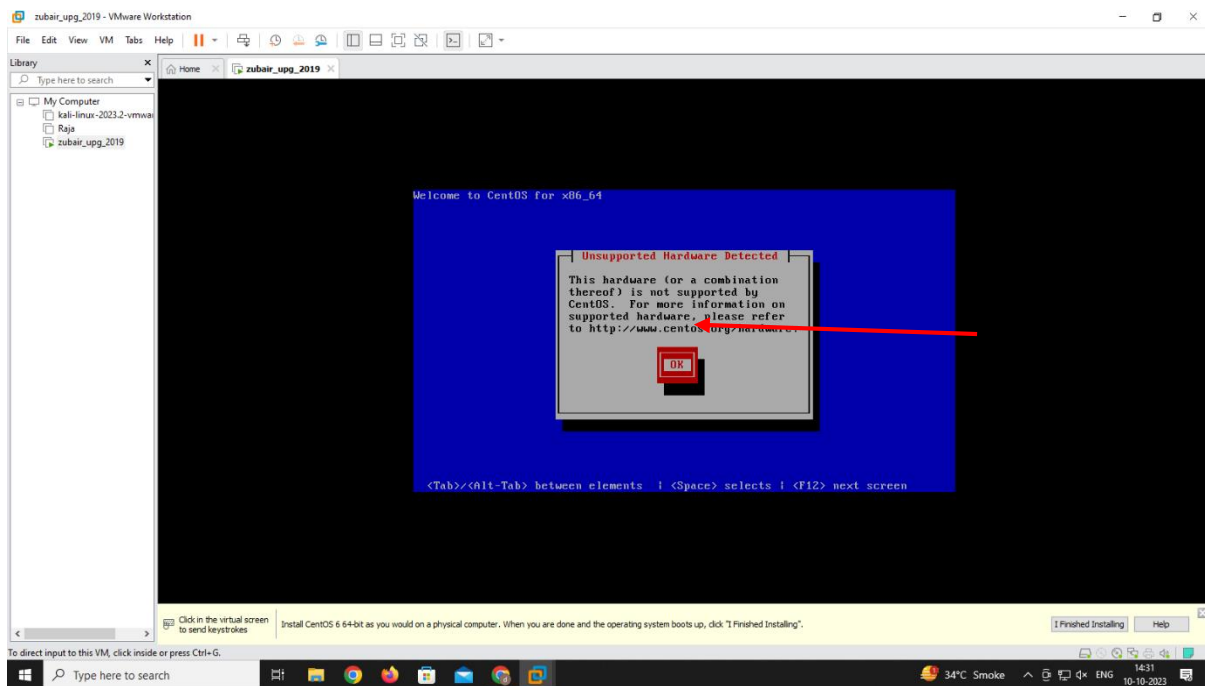 zubair_upg_2019 - VMware Workstation
File Edit View VM Tabs Help
Library
Type here to search
Home
zubair_upg_2019
My Computer
kali-linux-2023.2-vmwar
Raja
zubair_upg_2019
Welcome to CentOS for x86_64
Unsupported Hardware Detected
This hardware (or a combination
thereof) is not supported by
CentOS. For more information on
supported hardware, please refer
to http://www.centos.org/hardware.
OK
<Tab>/<Alt-Tab> between elements | <Space> selects | <F12> next screen
Click in the virtual screen
to send keystrokes
Install CentOS 6 64-bit as you would on a physical computer. When you are done and the operating system boots up, click "I Finished Installing".
I Finished Installing
Help
To direct input to this VM, click inside or press Ctrl+G.
Type here to search
34°C Smoke
ENG
14:31
10-10-2023